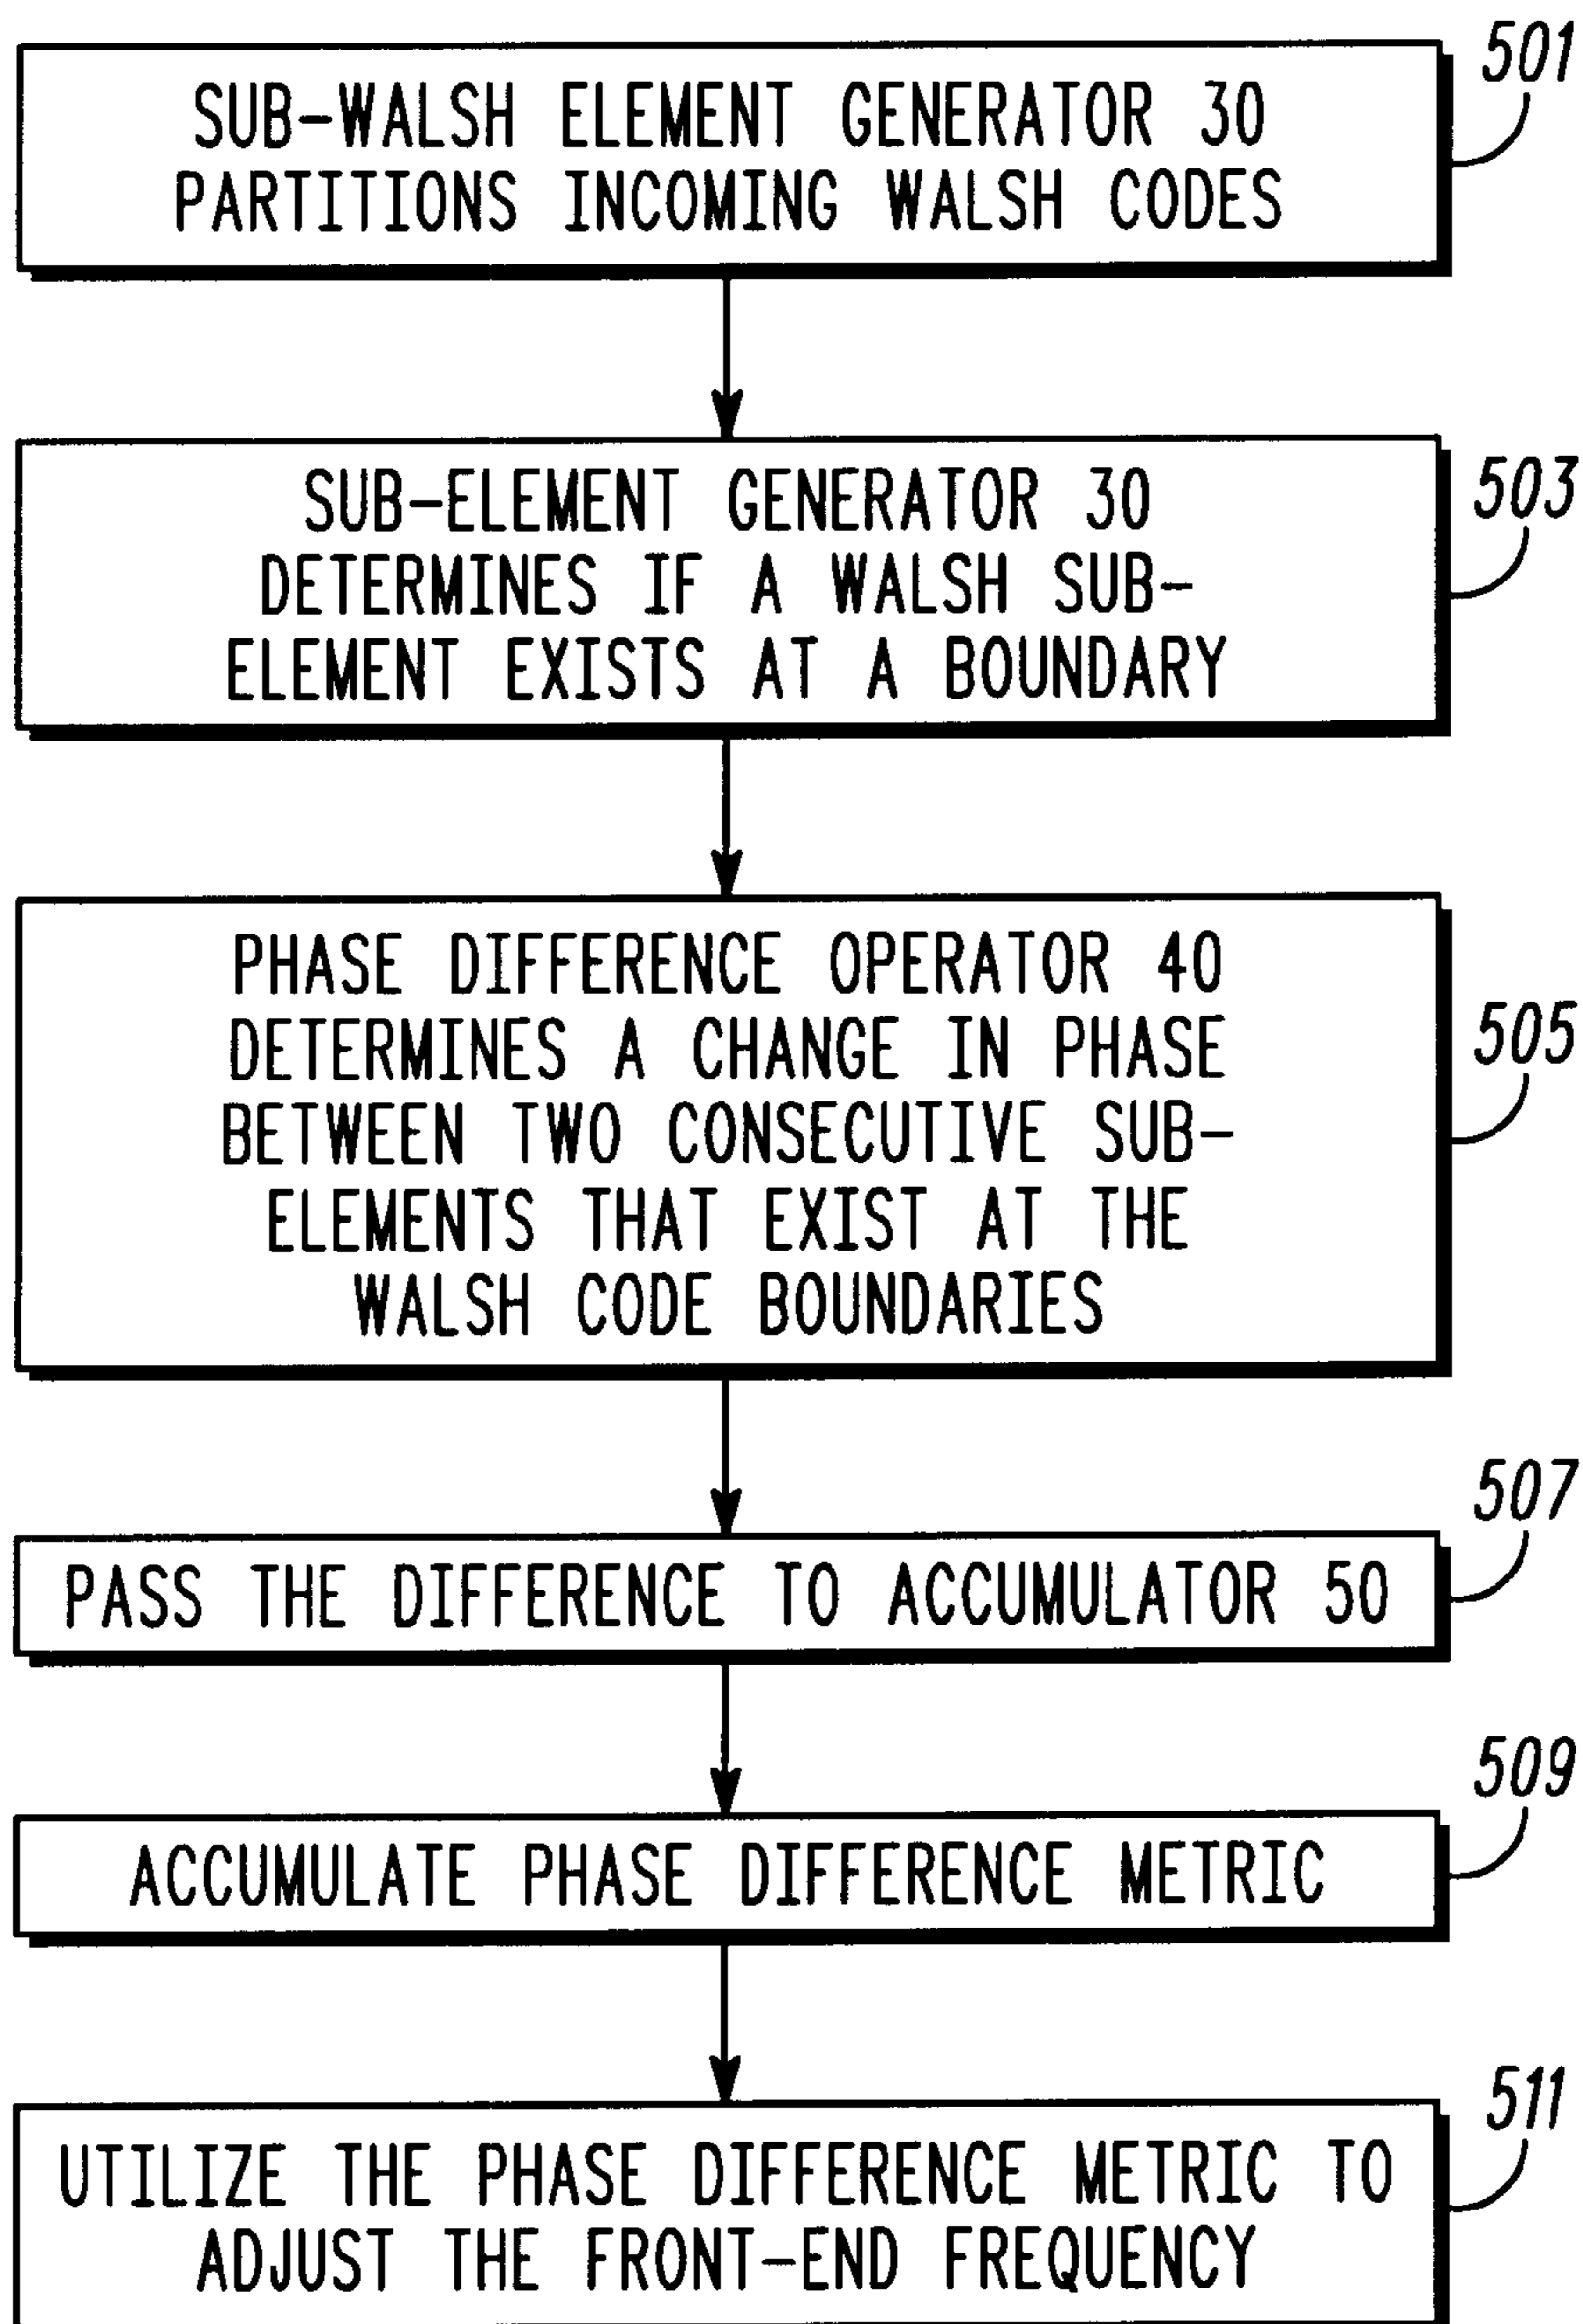 501
SUB-WALSH ELEMENT GENERATOR 30
PARTITIONS INCOMING WALSH CODES
503
SUB-ELEMENT GENERATOR 30
DETERMINES IF A WALSH SUB-
ELEMENT EXISTS AT A BOUNDARY
505
PHASE DIFFERENCE OPERATOR 40
DETERMINES A CHANGE IN PHASE
BETWEEN TWO CONSECUTIVE SUB-
ELEMENTS THAT EXIST AT THE
WALSH CODE BOUNDARIES
507
PASS THE DIFFERENCE TO ACCUMULATOR 50
509
ACCUMULATE PHASE DIFFERENCE METRIC
511
UTILIZE THE PHASE DIFFERENCE METRIC TO
ADJUST THE FRONT-END FREQUENCY